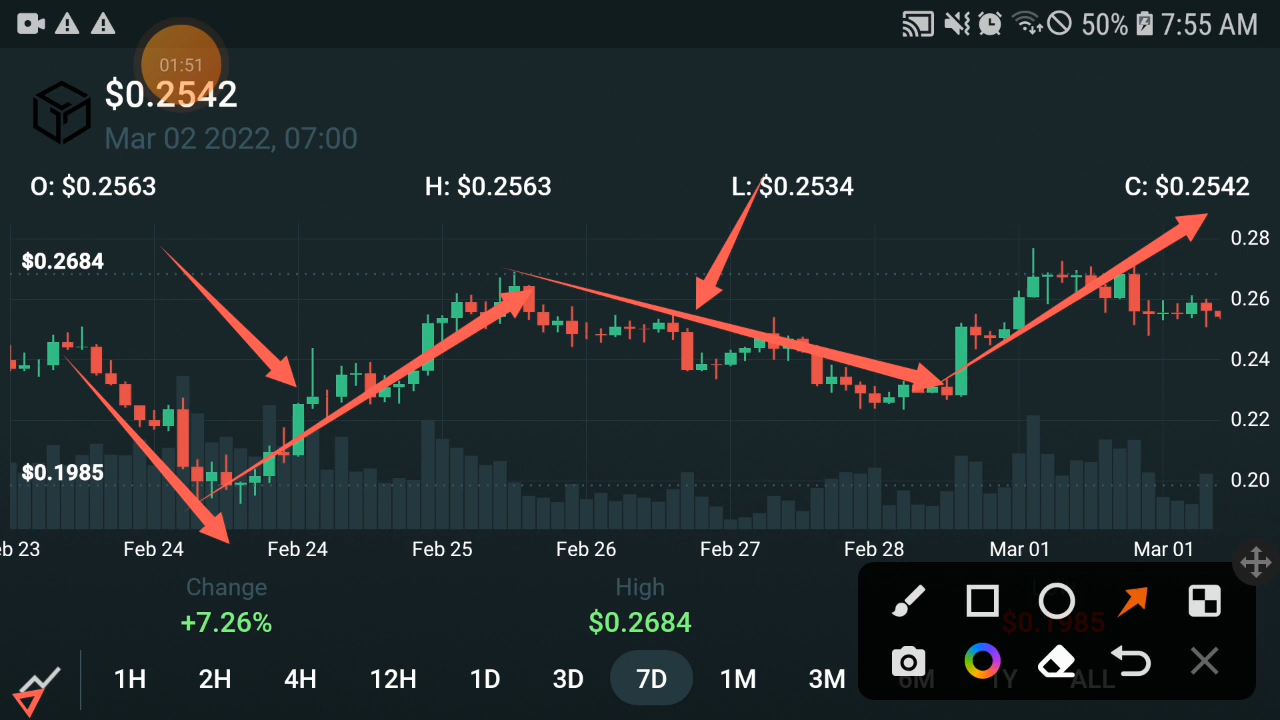 50% 7:55 AM
01:51
$0.2542
Mar 02 2022, 07:00
O: $0.2563 H: $0.2563 L: $0.2534 C: $0.2542
0.28
$0.2684
0.26
0.24
0.22
$0.1985
0.20
eb 23 Feb 24 Feb 24 Feb 25 Feb 26 Feb 27 Feb 28 Mar 01 Mar 01
Change High
+7.26% $0.2684 $0.1985
1H 2H 4H 12H 1D 3D 7D 1M 3M 6M 1Y ALL